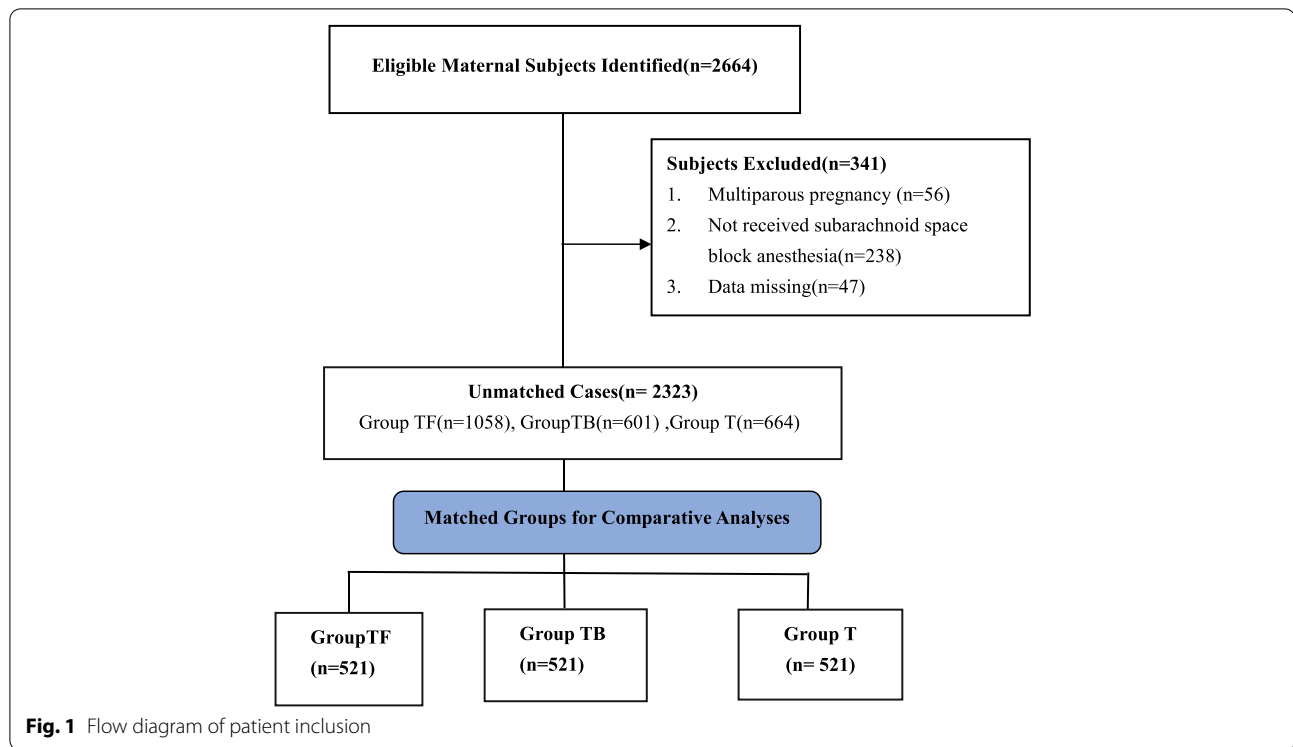 Eligible Maternal Subjects Identified(n=2664)
Subjects Excluded(n=341)
1. Multiparous pregnancy (n=56)
2. Not received subarachnoid space
block anesthesia(n=238)
3. Data missing(n=47)
Unmatched Cases(n= 2323)
Group TF(n=1058), GroupTB(n=601) ,Group T(n=664)
Matched Groups for Comparative Analyses
GroupTF
(n=521)
Group TB
(n=521)
Group T
(n= 521)
Fig. 1 Flow diagram of patient inclusion